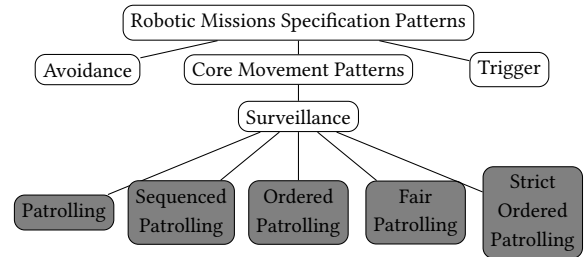 Robotic Missions Specification Patterns
Avoidance
Core Movement Patterns
Trigger
Surveillance
Patrolling
Sequenced
Patrolling
Ordered
Patrolling
Fair
Patrolling
Strict
Ordered
Patrolling